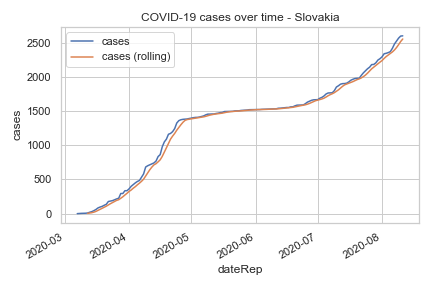 COVID-19 cases over time - Slovakia
cases
cases (rolling)
2500
2000
1500
1000
500
0
cases
2020-03
2020-04
2020-05
2020-06
2020-07
2020-08
dateRep